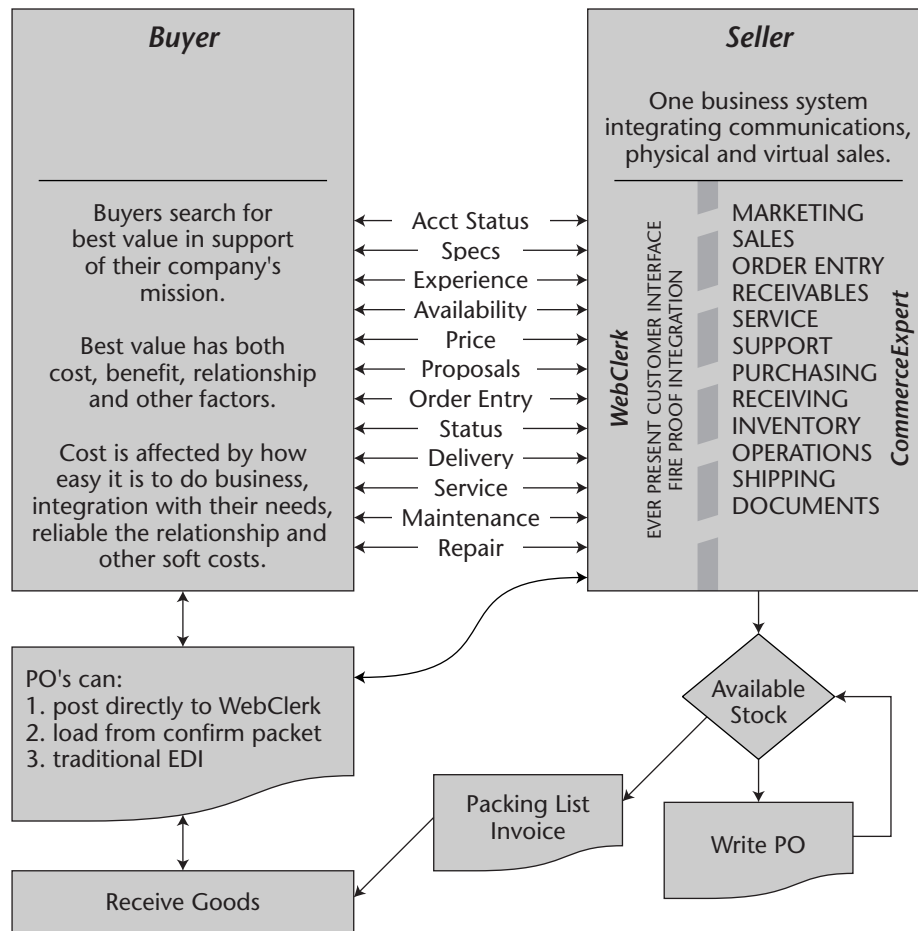 Buyer
Buyers search for
best value in support
of their company's
mission.
Best value has both
cost, benefit, relationship
and other factors.
Cost is affected by how
easy it is to do business,
integration with their needs,
reliable the relationship and
other soft costs.
Acct Status
Specs
Experience
Availability
Price
Proposals
Order Entry
Status
Delivery
Service
Maintenance
Repair
Seller
One business system
integrating communications,
physical and virtual sales.
WebClerk
EVER PRESENT CUSTOMER INTERFACE
FIRE PROOF INTEGRATION
MARKETING
SALES
ORDER ENTRY
RECEIVABLES
SERVICE
SUPPORT
PURCHASING
RECEIVING
INVENTORY
OPERATIONS
SHIPPING
DOCUMENTS
CommerceExpert
PO's can:
1. post directly to WebClerk
2. load from confirm packet
3. traditional EDI
Available
Stock
Packing List
Invoice
Write PO
Receive Goods